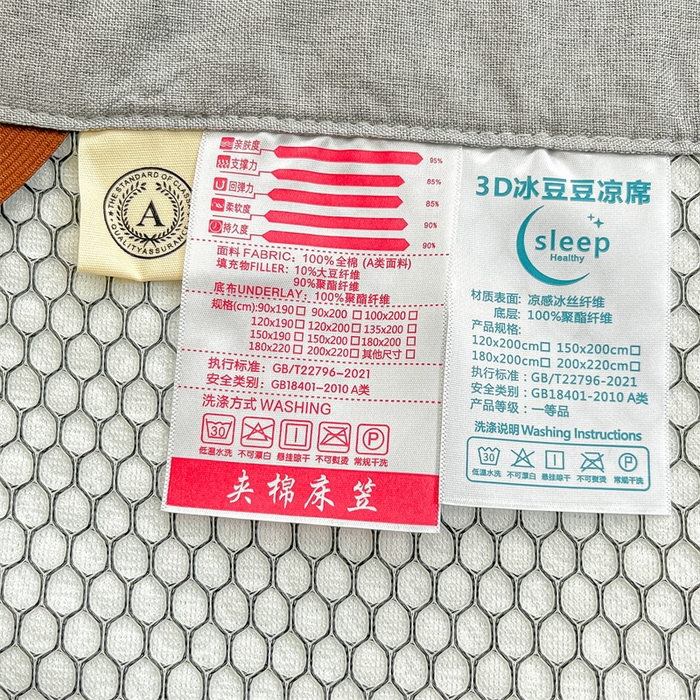 THE STANDARD OF CLASS
A
QUALITY ASSURANCE
亲肤度 95%
支撑力 85%
回弹力 85%
柔软度 90%
持久度 90%
面料 FABRIC：100%全棉 (A类面料)
填充物FILLER：10%大豆纤维
90%聚酯纤维
底布UNDERLAY：100%聚酯纤维
规格(cm):90x190□ 90x200□ 100x200□
120x190□ 120x200□ 135x200□
150x190□ 150x200□ 180x200□
180x220□ 200x220□ 其他尺寸□
执行标准：GB/T22796-2021
安全类别：GB18401-2010 A类
洗涤方式 WASHING
30
P
低温水洗 不可漂白 悬挂晾干 不可熨烫 常规干洗
夹棉床笠
3D冰豆豆凉席
sleep
Healthy
材质表面：凉感冰丝纤维
底层：100%聚酯纤维
产品规格:
120x200cm□ 150x200cm□
180x200cm□ 200x220cm□
执行标准：GB/T22796-2021
安全类别：GB18401-2010 A类
产品等级：一等品
洗涤说明Washing Instructions
30
P
低温水洗 不可漂白 悬挂晾干 不可熨烫 常规干洗